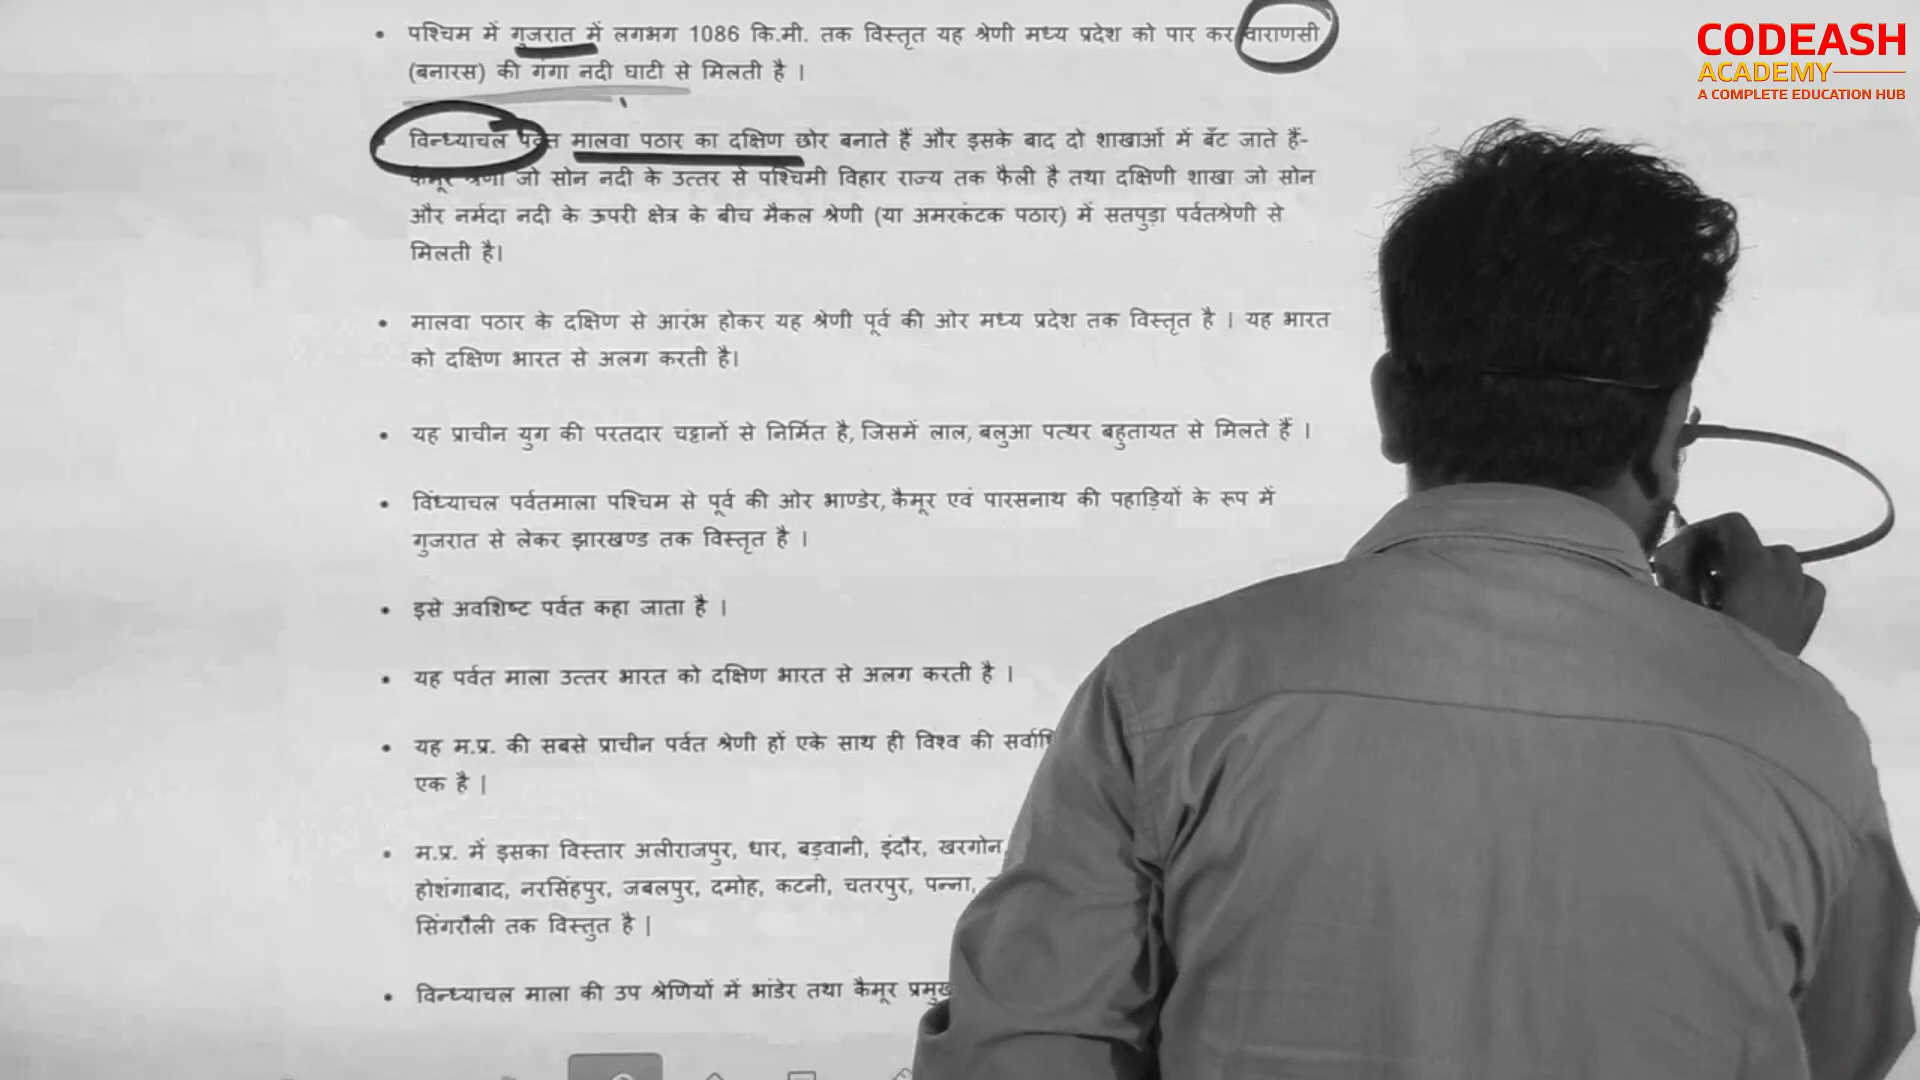 • पश्चिम में गुजरात में लगभग 1086 कि.मी. तक विस्तृत यह श्रेणी मध्य प्रदेश को पार कर वाराणसी
(बनारस) की गंगा नदी घाटी से मिलती है ।
विन्ध्याचल पर्वत मालवा पठार का दक्षिण छोर बनाते हैं और इसके बाद दो शाखाओं में बँट जाते हैं-
कैमूर श्रेणी जो सोन नदी के उत्तर से पश्चिमी विहार राज्य तक फैली है तथा दक्षिणी शाखा जो सोन
और नर्मदा नदी के ऊपरी क्षेत्र के बीच मैकल श्रेणी (या अमरकंटक पठार) में सतपुड़ा पर्वतश्रेणी से
मिलती है।
• मालवा पठार के दक्षिण से आरंभ होकर यह श्रेणी पूर्व की ओर मध्य प्रदेश तक विस्तृत है । यह भारत
को दक्षिण भारत से अलग करती है।
• यह प्राचीन युग की परतदार चट्टानों से निर्मित है, जिसमें लाल, बलुआ पत्थर बहुतायत से मिलते हैं ।
• विंध्याचल पर्वतमाला पश्चिम से पूर्व की ओर भाण्डेर, कैमूर एवं पारसनाथ की पहाड़ियों के रूप में
गुजरात से लेकर झारखण्ड तक विस्तृत है ।
• इसे अवशिष्ट पर्वत कहा जाता है ।
• यह पर्वत माला उत्तर भारत को दक्षिण भारत से अलग करती है ।
• यह म.प्र. की सबसे प्राचीन पर्वत श्रेणी हों एके साथ ही विश्व की
एक है |
• म.प्र. में इसका विस्तार अलीराजपुर, धार, बड़वानी, इंदौर, खरगोन,
होशंगाबाद, नरसिंहपुर, जबलपुर, दमोह, कटनी, चतरपुर, पन्ना,
सिंगरौली तक विस्तुत है |
• विन्ध्याचल माला की उप श्रेणियों में भांडेर तथा कैमूर प्रमुख
CODEASH
ACADEMY
A COMPLETE EDUCATION HUB